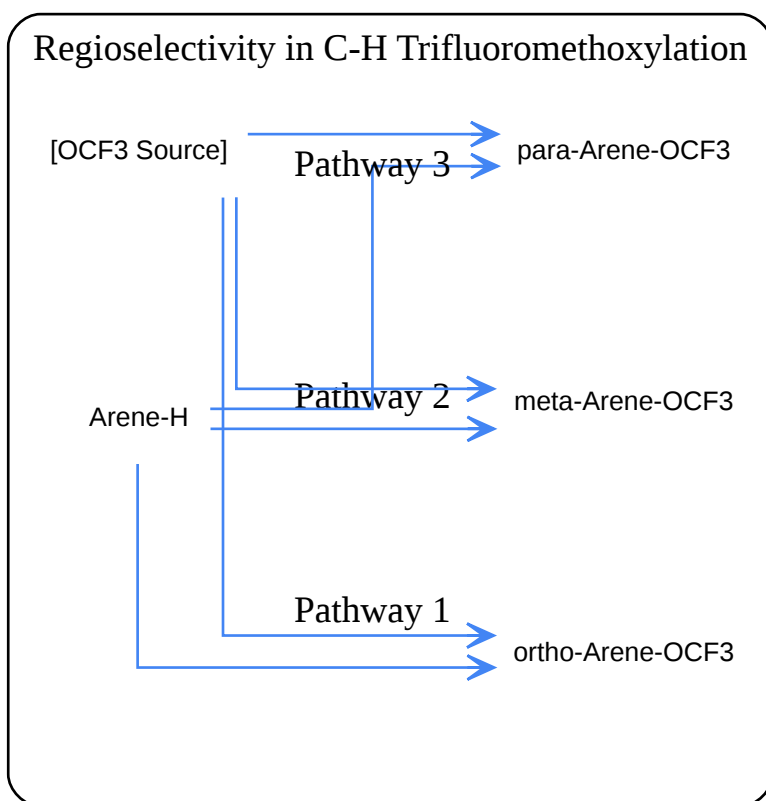 Regioselectivity in C-H Trifluoromethoxylation
[OCF3 Source]
Pathway 3
para-Arene-OCF3
Arene-H
Pathway 2
meta-Arene-OCF3
Pathway 1
ortho-Arene-OCF3